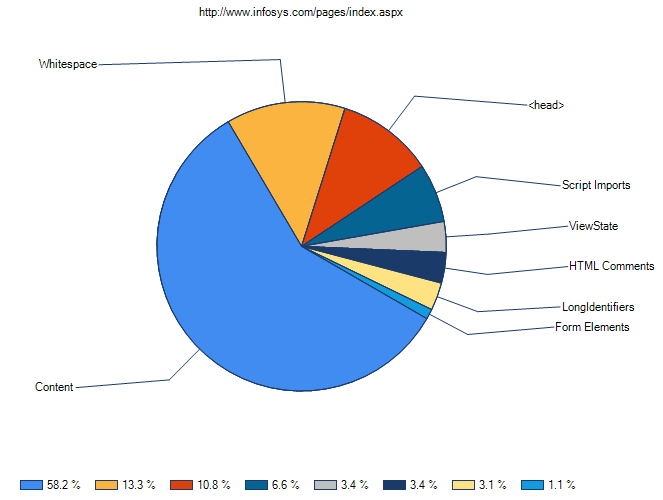 http://www.infosys.com/pages/index.aspx
Whitespace
<head>
Script Imports
ViewState
HTML Comments
LongIdentifiers
Form Elements
Content
58.2 % 13.3 % 10.8 % 6.6 % 3.4 % 3.4 % 3.1 % 1.1 %